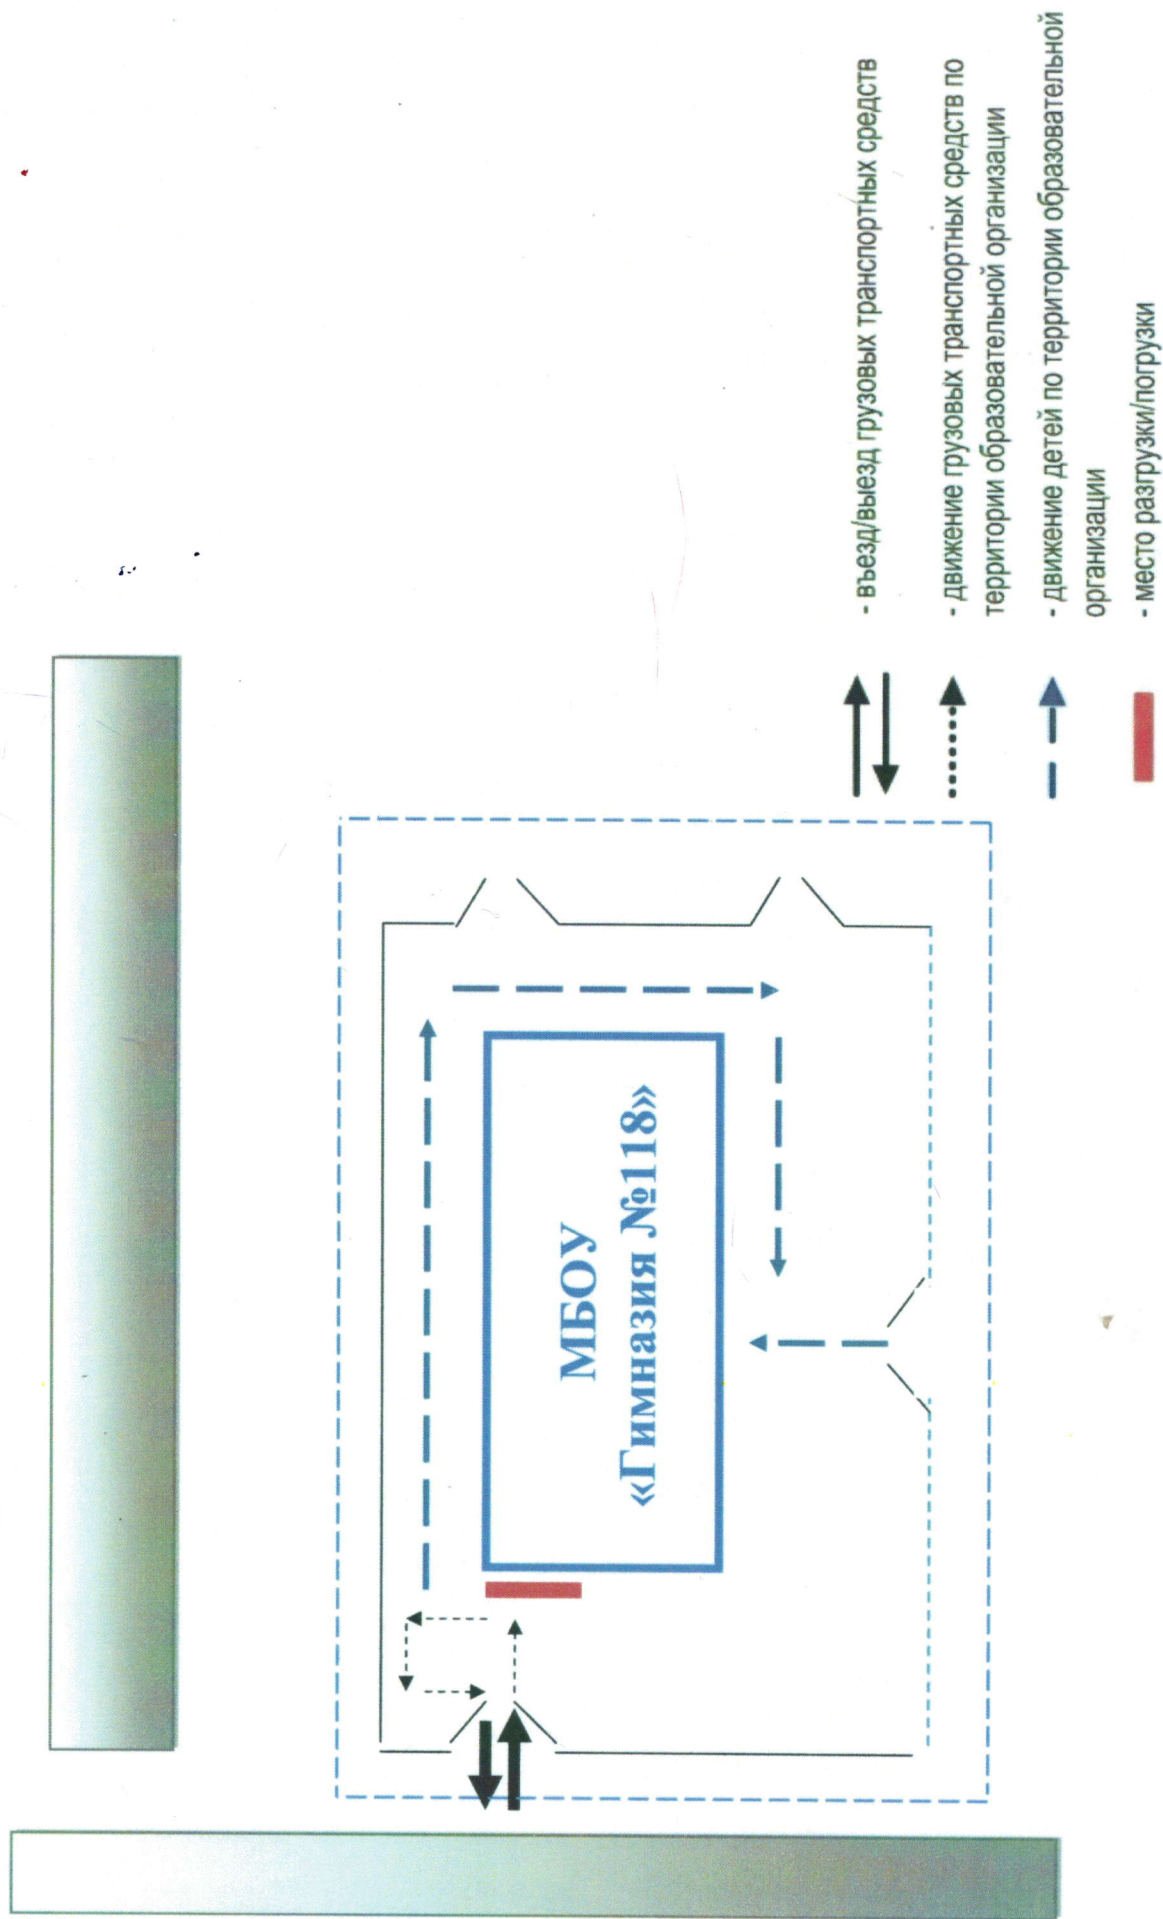 МБОУ
«Гимназия №118»
- въезд/выезд грузовых транспортных средств
- движение грузовых транспортных средств по
территории образовательной организации
- движение детей по территории образовательной
организации
- место разгрузки/погрузки